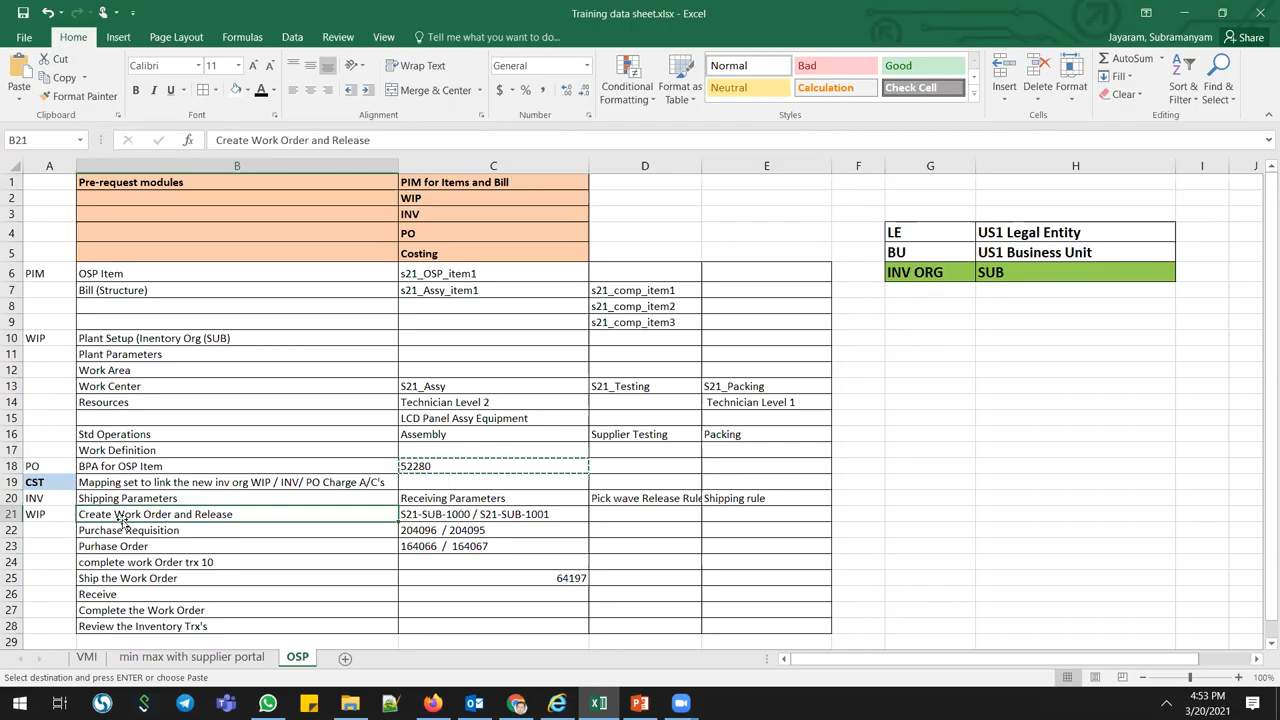 Training data sheet.xlsx - Excel
Jayaram, Subramanyam
Share
File Home Insert Page Layout Formulas Data Review View Tell me what you want to do...
Cut
Copy
Format Painter
Paste
Clipboard
Calibri 11
B I U
Font
Wrap Text
Merge & Center
Alignment
General
$ % ,
Number
Conditional Formatting
Format as Table
Normal Bad Good
Neutral Calculation Check Cell
Styles
Insert Delete Format
Cells
AutoSum
Fill
Clear
Sort & Filter
Find & Select
Editing
B21 fx Create Work Order and Release
A B C D E F G H I J
1 Pre-request modules PIM for Items and Bill
2 WIP
3 INV
4 PO LE US1 Legal Entity
5 Costing BU US1 Business Unit
6 PIM OSP Item s21_OSP_item1 INV ORG SUB
7 Bill (Structure) s21_Assy_item1 s21_comp_item1
8 s21_comp_item2
9 s21_comp_item3
10 WIP Plant Setup (Inentory Org (SUB)
11 Plant Parameters
12 Work Area
13 Work Center S21_Assy S21_Testing S21_Packing
14 Resources Technician Level 2 Technician Level 1
15 LCD Panel Assy Equipment
16 Std Operations Assembly Supplier Testing Packing
17 Work Definition
18 PO BPA for OSP Item 52280
19 CST Mapping set to link the new inv org WIP / INV/ PO Charge A/C's
20 INV Shipping Parameters Receiving Parameters Pick wave Release Rule Shipping rule
21 WIP Create Work Order and Release S21-SUB-1000 / S21-SUB-1001
22 Purchase Requisition 204096 / 204095
23 Purhase Order 164066 / 164067
24 complete work Order trx 10
25 Ship the Work Order 64197
26 Receive
27 Complete the Work Order
28 Review the Inventory Trx's
29
VMI min max with supplier portal OSP
Select destination and press ENTER or choose Paste 100%
4:53 PM
3/20/2021